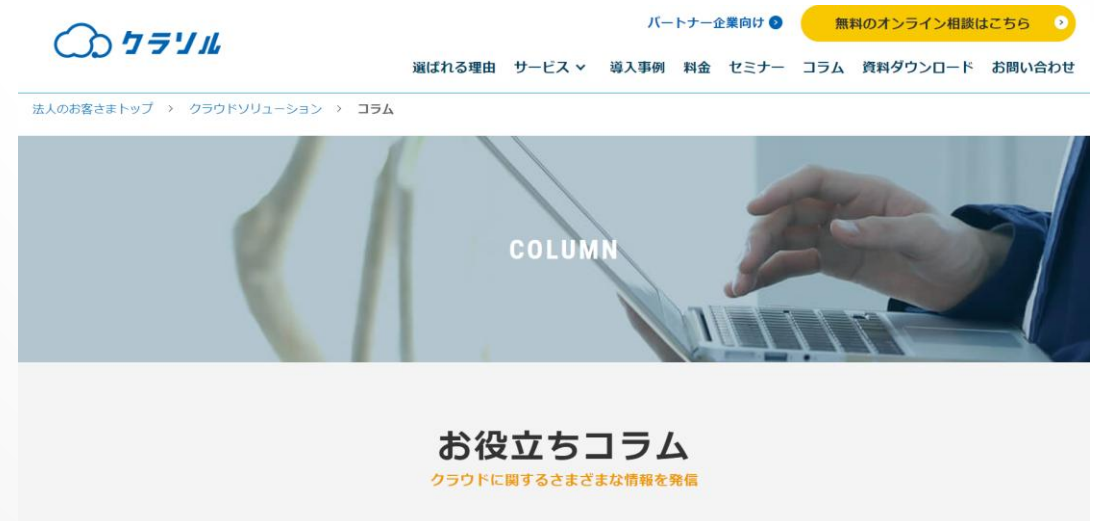 クラソル
パートナー企業向け
無料のオンライン相談はこちら
選ばれる理由 サービス 導入事例 料金 セミナー コラム 資料ダウンロード お問い合わせ
法人のお客さまトップ > クラウドソリューション > コラム
COLUMN
お役立ちコラム
クラウドに関するさまざまな情報を発信